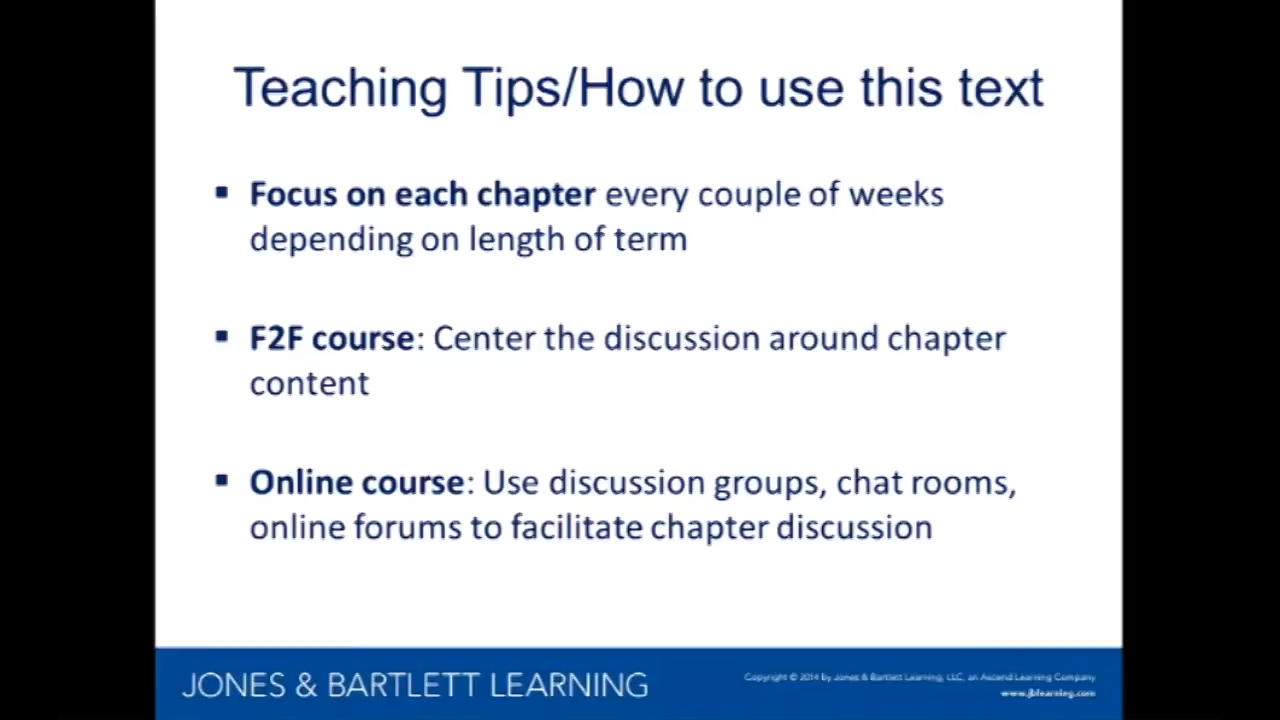 Teaching Tips/How to use this text
▪ Focus on each chapter every couple of weeks
depending on length of term
▪ F2F course: Center the discussion around chapter
content
▪ Online course: Use discussion groups, chat rooms,
online forums to facilitate chapter discussion
JONES & BARTLETT LEARNING
Copyright © 2014 by Jones & Bartlett Learning, LLC, an Ascend Learning Company
www.jblearning.com